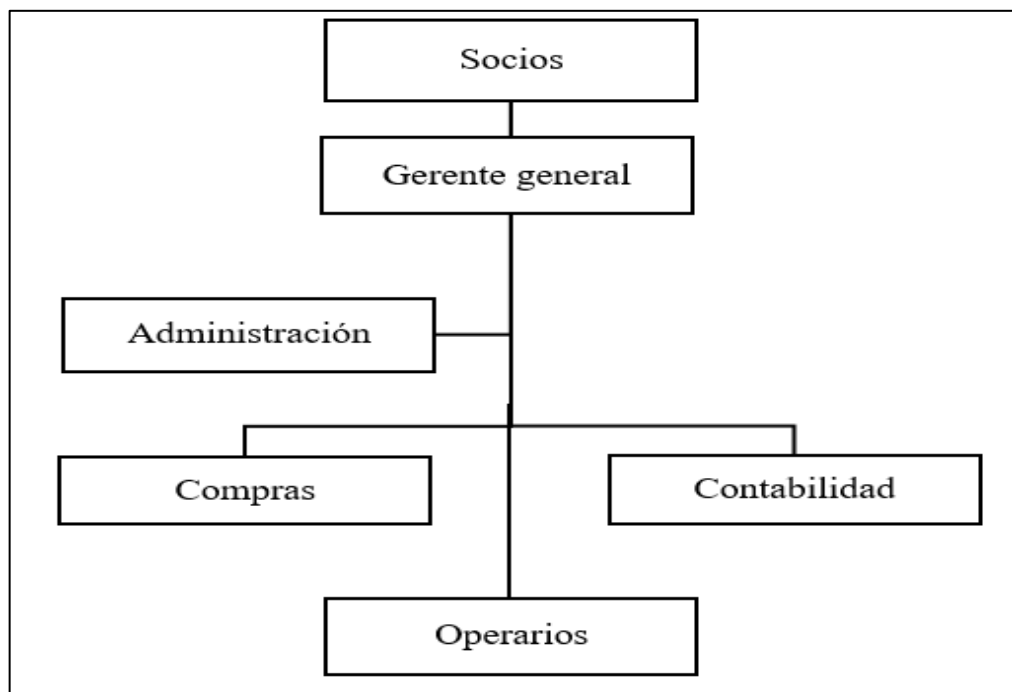 Socios
Gerente general
Administración
Compras
Contabilidad
Operarios